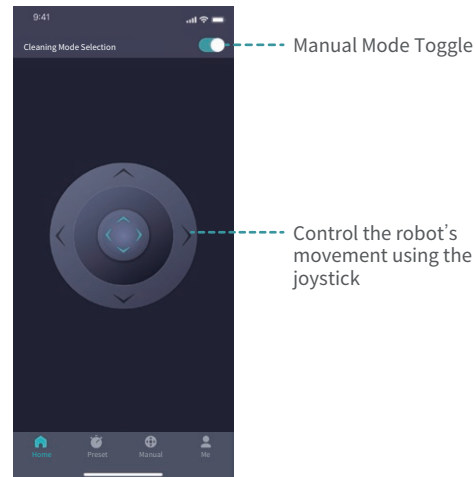 9:41
Cleaning Mode Selection
Manual Mode Toggle
Control the robot's
movement using the
joystick
Home
Preset
Manual
Me